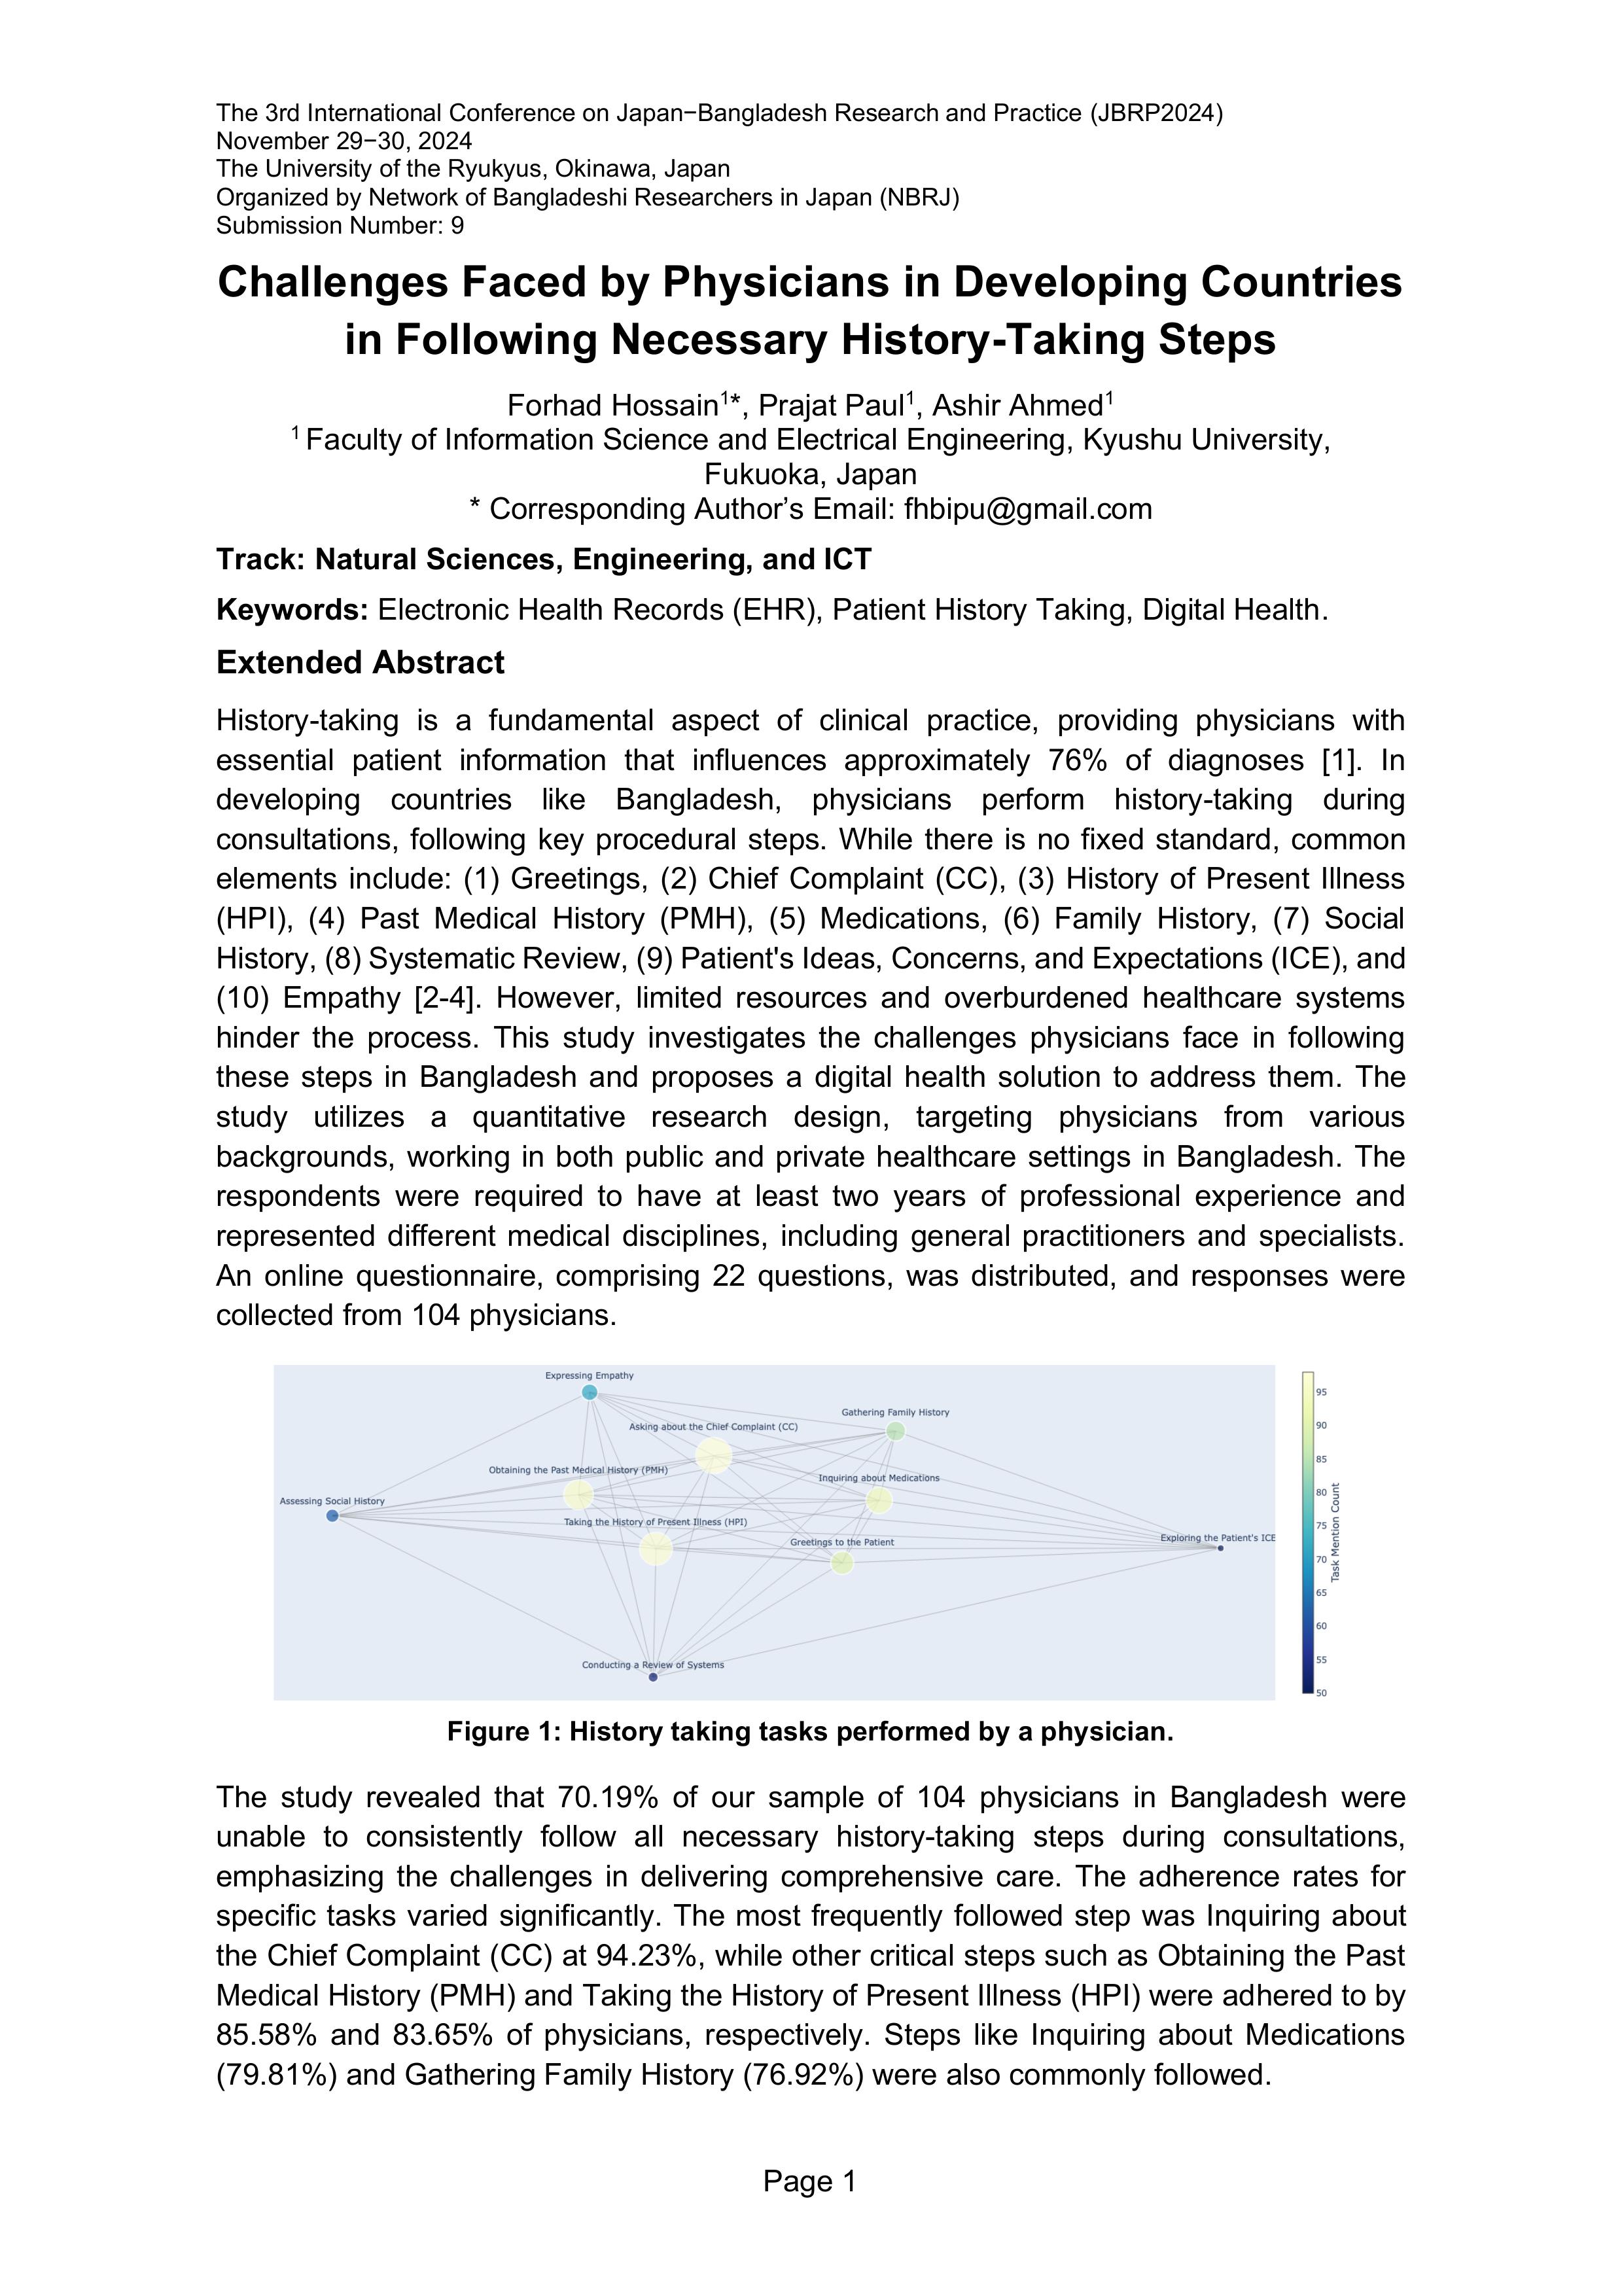 The 3rd International Conference on Japan−Bangladesh Research and Practice (JBRP2024)
November 29−30, 2024
The University of the Ryukyus, Okinawa, Japan
Organized by Network of Bangladeshi Researchers in Japan (NBRJ)
Submission Number: 9
Challenges Faced by Physicians in Developing Countries
in Following Necessary History-Taking Steps
Forhad Hossain1*, Prajat Paul1, Ashir Ahmed1
1 Faculty of Information Science and Electrical Engineering, Kyushu University,
Fukuoka, Japan
* Corresponding Author’s Email: fhbipu@gmail.com
Track: Natural Sciences, Engineering, and ICT
Keywords: Electronic Health Records (EHR), Patient History Taking, Digital Health.
Extended Abstract
History-taking is a fundamental aspect of clinical practice, providing physicians with
essential patient information that influences approximately 76% of diagnoses [1]. In
developing countries like Bangladesh, physicians perform history-taking during
consultations, following key procedural steps. While there is no fixed standard, common
elements include: (1) Greetings, (2) Chief Complaint (CC), (3) History of Present Illness
(HPI), (4) Past Medical History (PMH), (5) Medications, (6) Family History, (7) Social
History, (8) Systematic Review, (9) Patient's Ideas, Concerns, and Expectations (ICE), and
(10) Empathy [2-4]. However, limited resources and overburdened healthcare systems
hinder the process. This study investigates the challenges physicians face in following
these steps in Bangladesh and proposes a digital health solution to address them. The
study utilizes a quantitative research design, targeting physicians from various
backgrounds, working in both public and private healthcare settings in Bangladesh. The
respondents were required to have at least two years of professional experience and
represented different medical disciplines, including general practitioners and specialists.
An online questionnaire, comprising 22 questions, was distributed, and responses were
collected from 104 physicians.
Expressing Empathy
Gathering Family History
Asking about the Chief Complaint (CC)
Obtaining the Past Medical History (PMH)
Inquiring about Medications
Assessing Social History
Taking the History of Present Illness (HPI)
Greetings to the Patient
Exploring the Patient's ICE
Conducting a Review of Systems
95
90
85
80
75
70
65
60
55
50
Task Mention Count
Figure 1: History taking tasks performed by a physician.
The study revealed that 70.19% of our sample of 104 physicians in Bangladesh were
unable to consistently follow all necessary history-taking steps during consultations,
emphasizing the challenges in delivering comprehensive care. The adherence rates for
specific tasks varied significantly. The most frequently followed step was Inquiring about
the Chief Complaint (CC) at 94.23%, while other critical steps such as Obtaining the Past
Medical History (PMH) and Taking the History of Present Illness (HPI) were adhered to by
85.58% and 83.65% of physicians, respectively. Steps like Inquiring about Medications
(79.81%) and Gathering Family History (76.92%) were also commonly followed.
Page 1